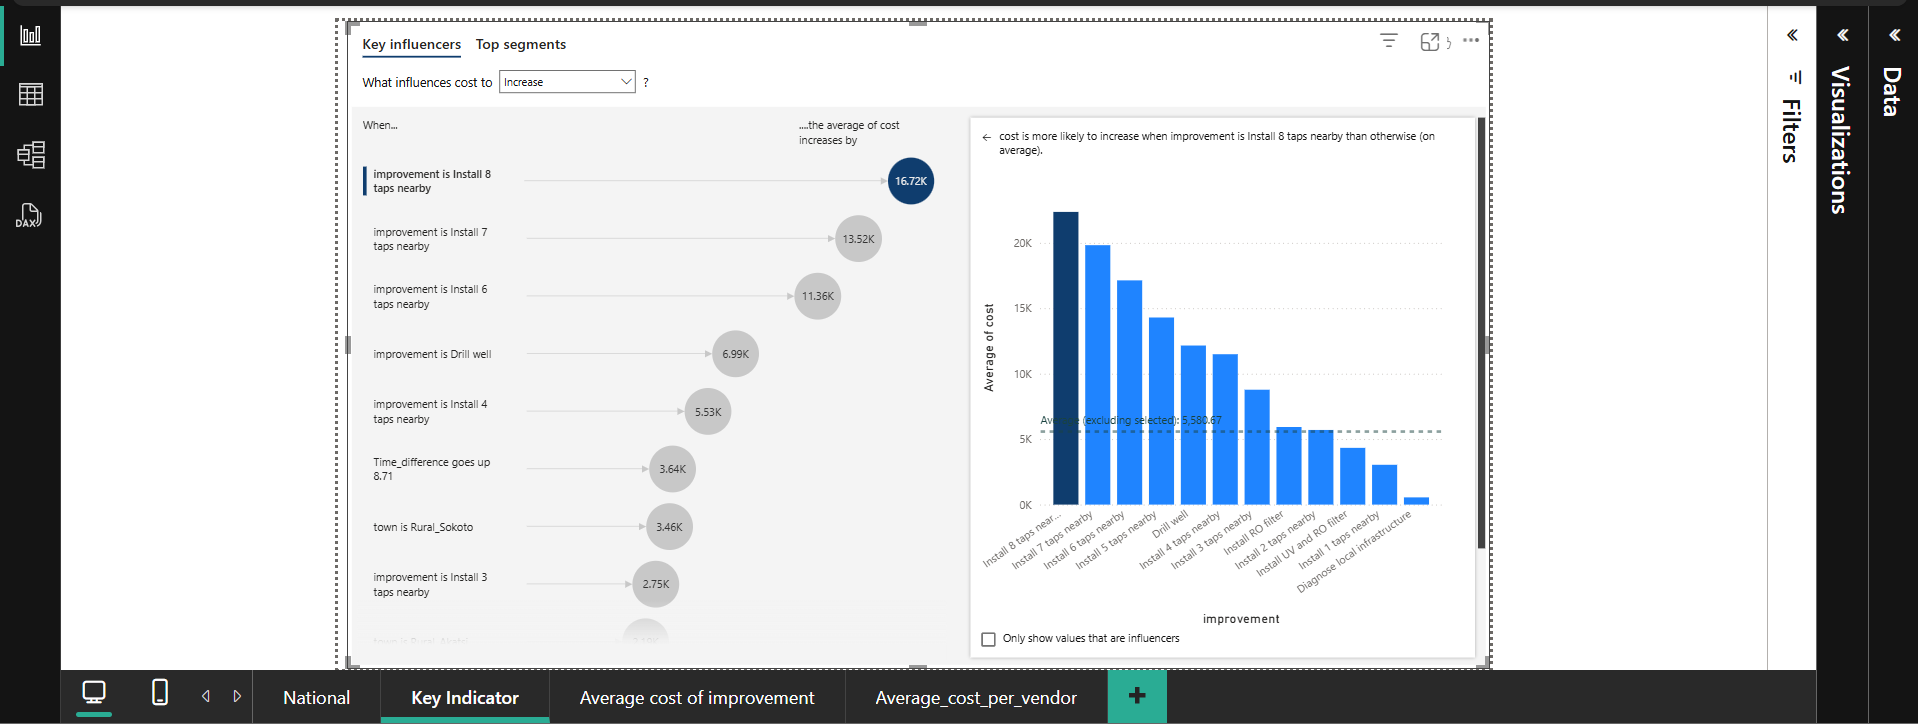 Key influencers Top segments
What influences cost to Increase ?
When...
....the average of cost
increases by
improvement is Install 8
taps nearby
16.72K
improvement is Install 7
taps nearby
13.52K
improvement is Install 6
taps nearby
11.36K
improvement is Drill well
6.99K
improvement is Install 4
taps nearby
5.53K
Time_difference goes up
8.71
3.64K
town is Rural_Sokoto
3.46K
improvement is Install 3
taps nearby
2.75K
cost is more likely to increase when improvement is Install 8 taps nearby than otherwise (on
average).
Average of cost
20K
15K
10K
5K
0K
Average (excluding selected): 5,580.67
Install 8 taps near...
Install 7 taps nearby
Install 6 taps nearby
Install 5 taps nearby
Drill well
Install 4 taps nearby
Install 3 taps nearby
Install RO filter
Install 2 taps nearby
Install UV and RO filter
Install 1 taps nearby
Diagnose local infrastructure
improvement
Only show values that are influencers
Filters
Visualizations
Data
DAX
National
Key Indicator
Average cost of improvement
Average_cost_per_vendor